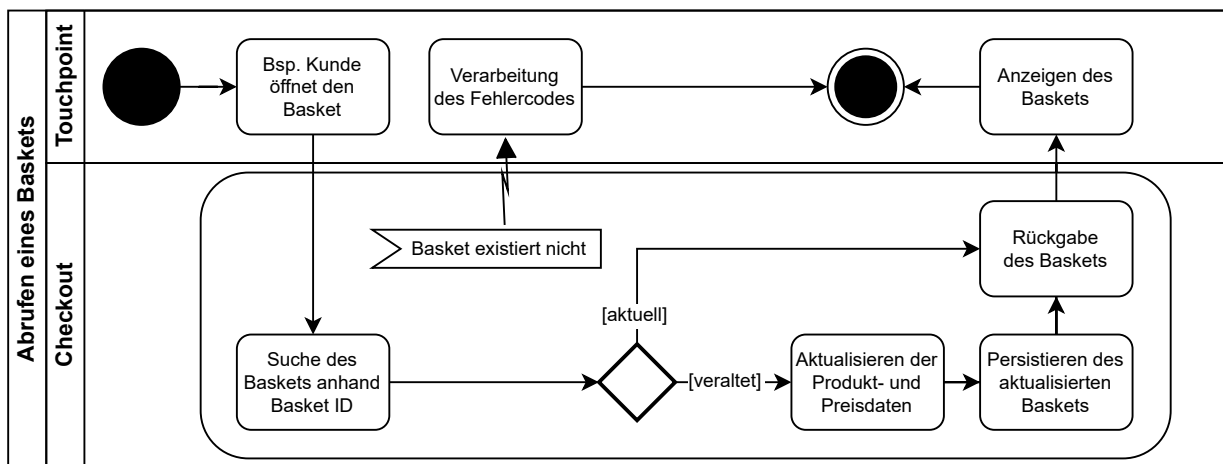 Abrufen eines Baskets
Touchpoint
Bsp. Kunde
öffnet den
Basket
Verarbeitung
des Fehlercodes
Anzeigen des
Baskets
Checkout
Basket existiert nicht
Rückgabe
des Baskets
[aktuell]
Suche des
Baskets anhand
Basket ID
[veraltet]
Aktualisieren der
Produkt- und
Preisdaten
Persistieren des
aktualisierten
Baskets